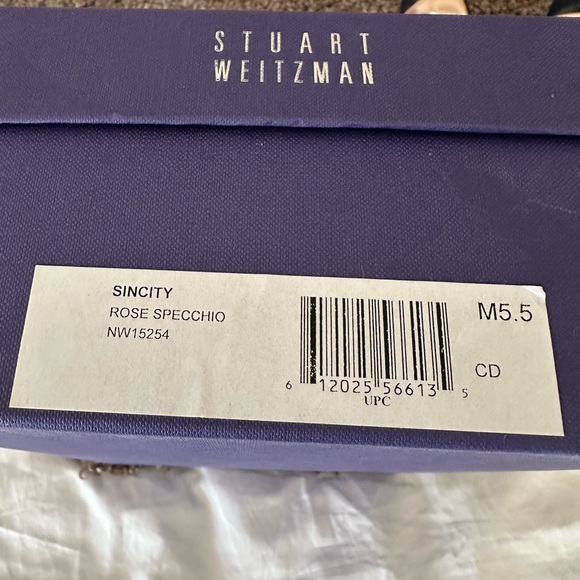 STUART
WEITZMAN
SINCITY
ROSE SPECCHIO
NW15254
M5.5
CD
6 12025 56613 5
UPC